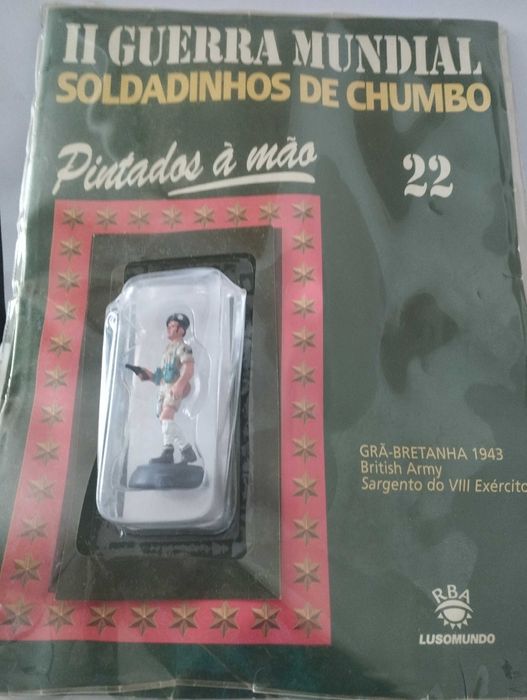 II GUERRA MUNDIAL
SOLDADINHOS DE CHUMBO
Pintados à mão
22
GRÃ-BRETANHA 1943
British Army
Sargento do VIII Exército
RBA
LUSOMUNDO